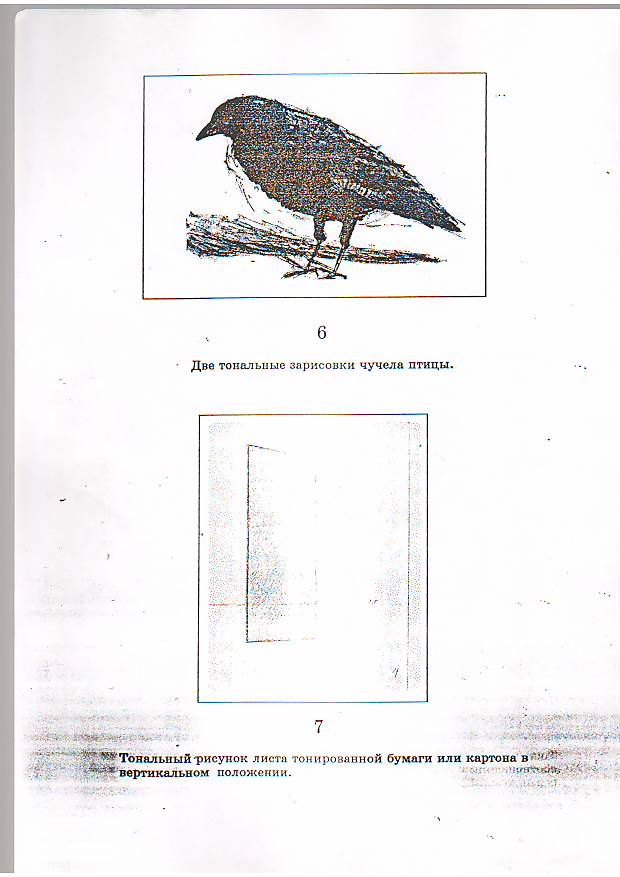 6
Две тональные зарисовки чучела птицы.
7
Тональный рисунок листа тонированной бумаги или картона в
вертикальном положении.